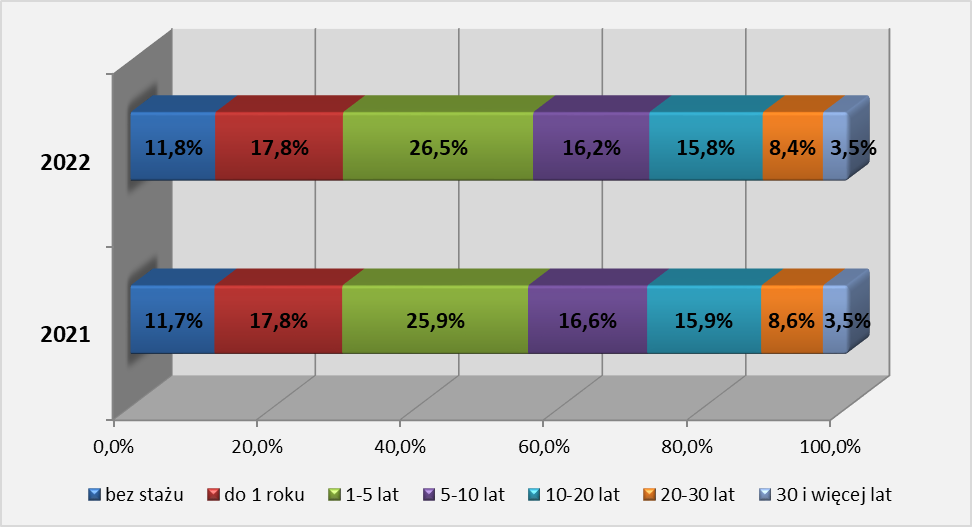 2022
11,8% 17,8% 26,5% 16,2% 15,8% 8,4% 3,5%
2021
11,7% 17,8% 25,9% 16,6% 15,9% 8,6% 3,5%
0,0% 20,0% 40,0% 60,0% 80,0% 100,0%
bez stażu do 1 roku 1-5 lat 5-10 lat 10-20 lat 20-30 lat 30 i więcej lat